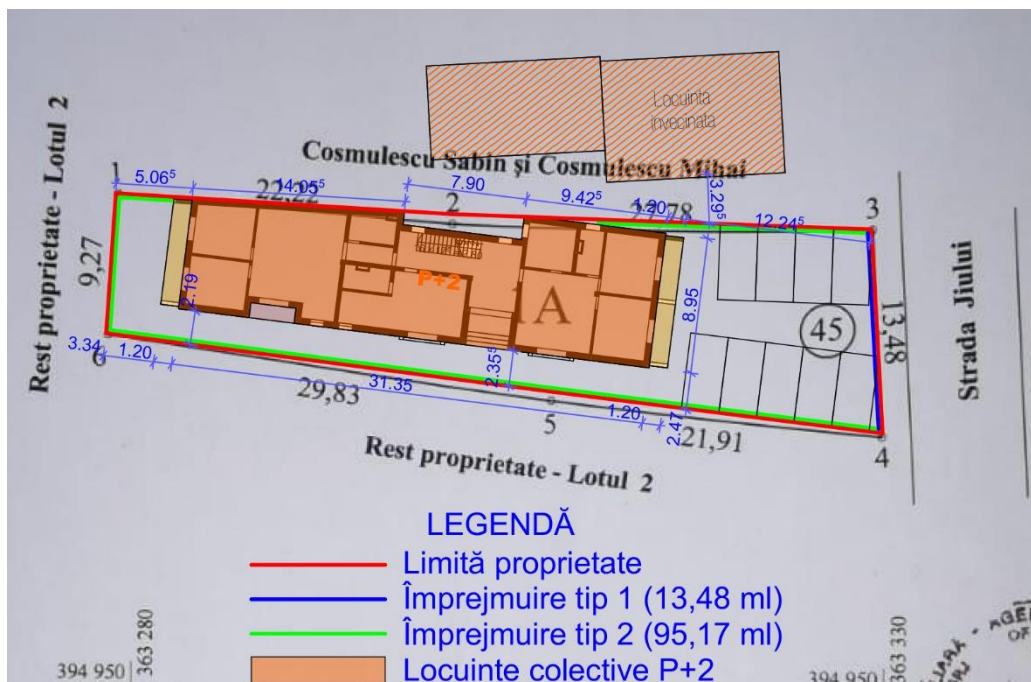 Locuinta
invecinata
Cosmulescu Sabin și Cosmulescu Mihai
Rest proprietate - Lotul 2
1
5.06⁵
22,22
14.05⁵
7.90
2
9.42⁵
27,78
1.20
3.29⁵
12.24⁵
3
9,27
2.19
P+2
1A
8.95
45
13,48
Strada Jiului
3.34
6
1.20
29,83
31.35
2.35⁵
5
1.20
2.47
21,91
4
Rest proprietate - Lotul 2
LEGENDĂ
Limită proprietate
Împrejmuire tip 1 (13,48 ml)
Împrejmuire tip 2 (95,17 ml)
Locuinte colective P+2
394 950
363 280
394 950
363 330